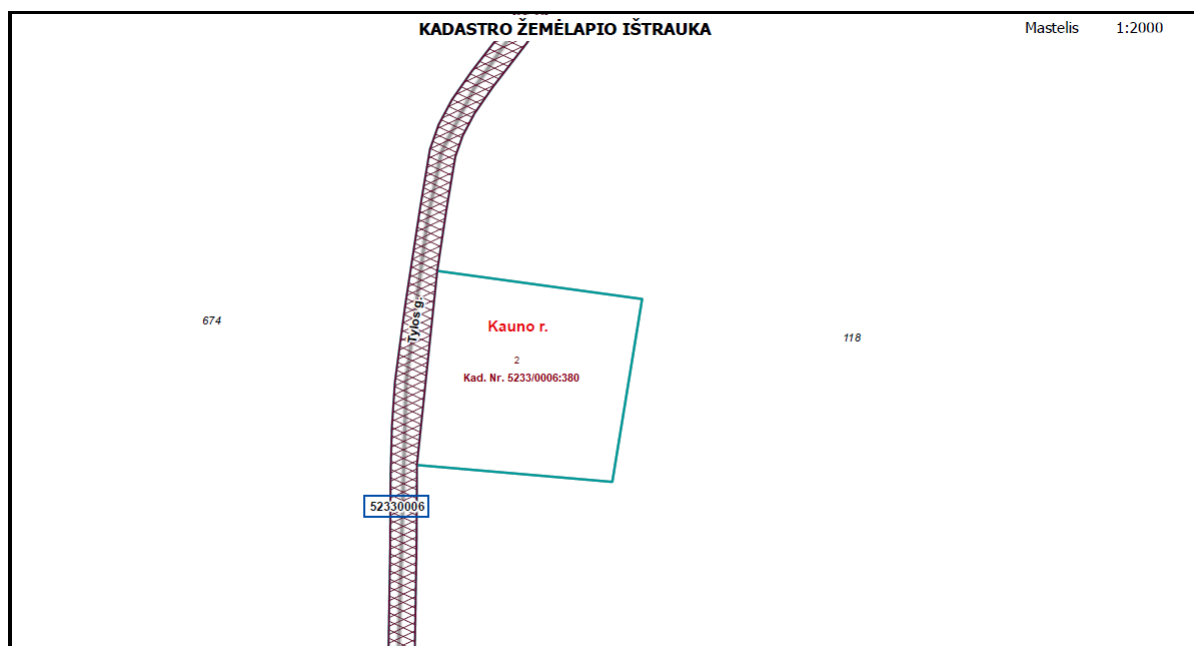 KADASTRO ŽEMĖLAPIO IŠTRAUKA
Mastelis 1:2000
Tylos g.
674
Kauno r.
118
2
Kad. Nr. 5233/0006:380
52330006